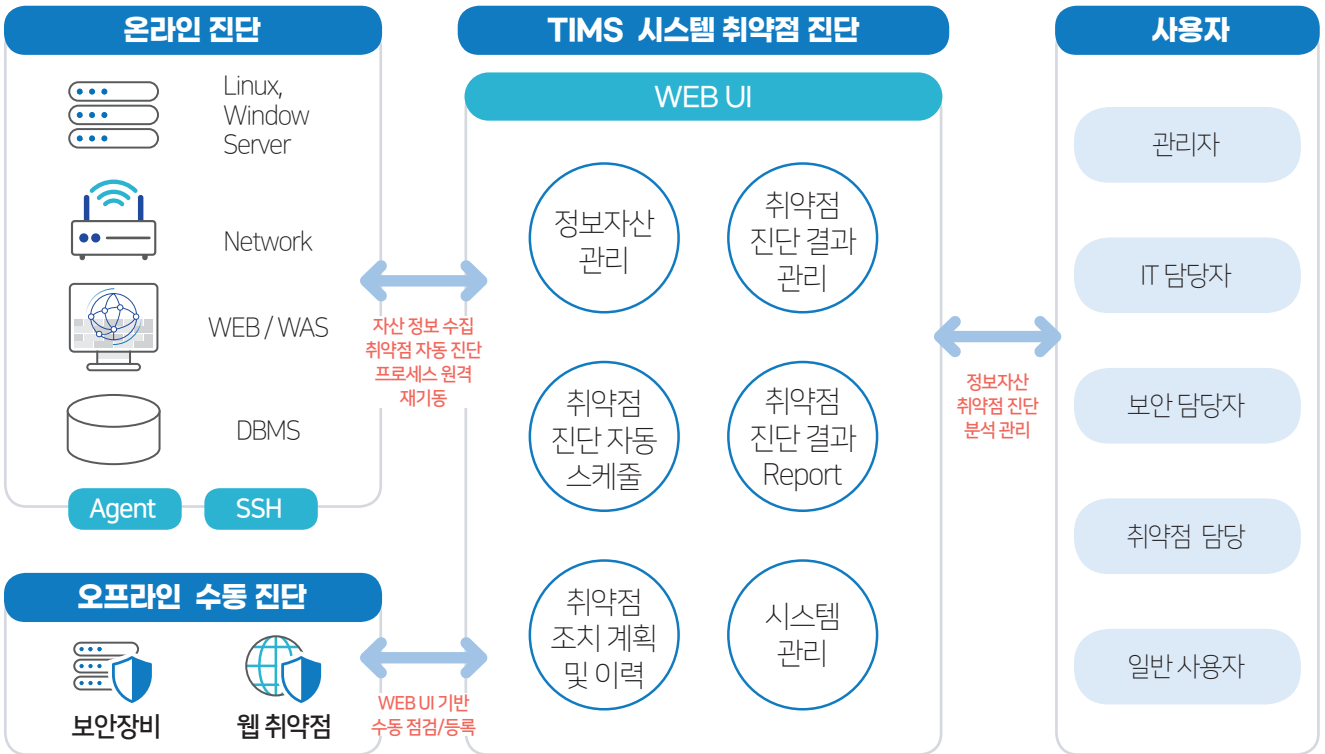 온라인 진단
Linux,
Window
Server
Network
WEB / WAS
DBMS
Agent
SSH
오프라인 수동 진단
보안장비
웹 취약점
자산 정보 수집
취약점 자동 진단
프로세스 원격
재기동
WEB UI 기반
수동 점검/등록
TIMS 시스템 취약점 진단
WEB UI
정보자산
관리
취약점
진단 결과
관리
취약점
진단 자동
스케줄
취약점
진단 결과
Report
취약점
조치 계획
및 이력
시스템
관리
정보자산
취약점 진단
분석 관리
사용자
관리자
IT 담당자
보안 담당자
취약점 담당
일반 사용자